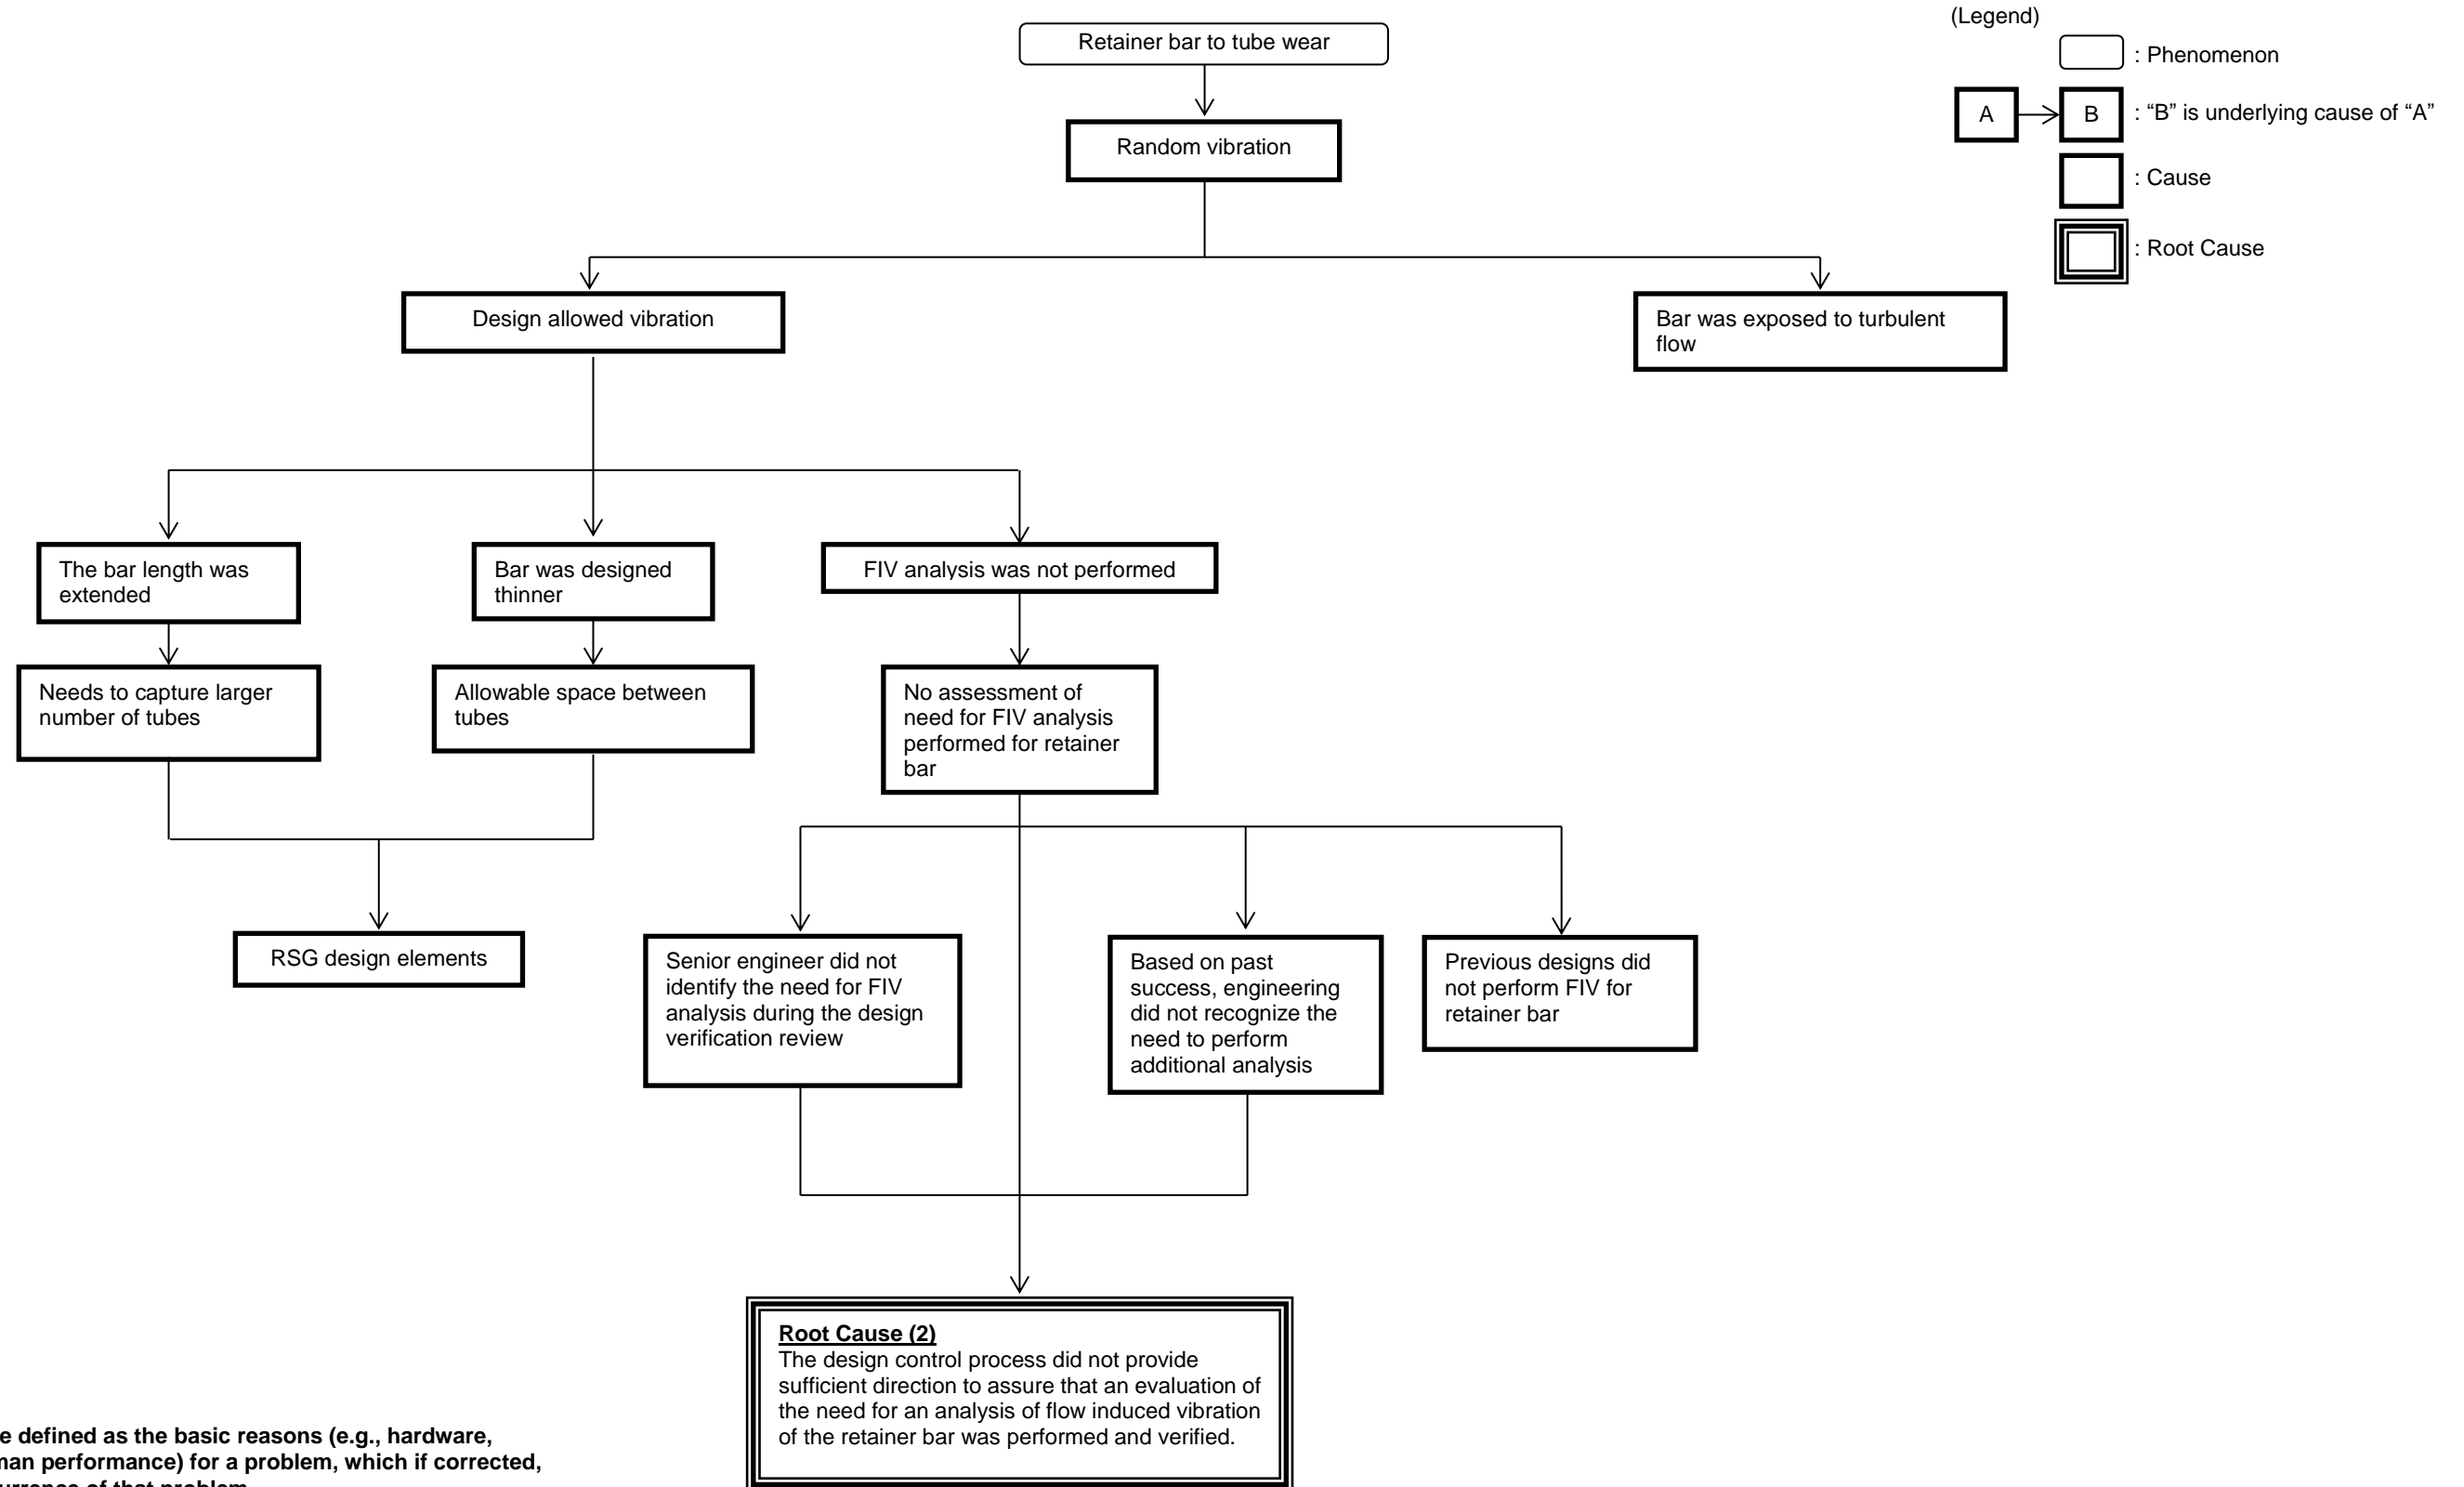 (Legend)
Retainer bar to tube wear
: Phenomenon
A
B
: “B” is underlying cause of “A”
Random vibration
: Cause
: Root Cause
Design allowed vibration
Bar was exposed to turbulent
flow
The bar length was
extended
Bar was designed
thinner
FIV analysis was not performed
Needs to capture larger
number of tubes
Allowable space between
tubes
No assessment of
need for FIV analysis
performed for retainer
bar
RSG design elements
Senior engineer did not
identify the need for FIV
analysis during the design
verification review
Based on past
success, engineering
did not recognize the
need to perform
additional analysis
Previous designs did
not perform FIV for
retainer bar
Root Cause (2)
The design control process did not provide
sufficient direction to assure that an evaluation of
the need for an analysis of flow induced vibration
of the retainer bar was performed and verified.
e defined as the basic reasons (e.g., hardware,
man performance) for a problem, which if corrected,
urrence of that problem